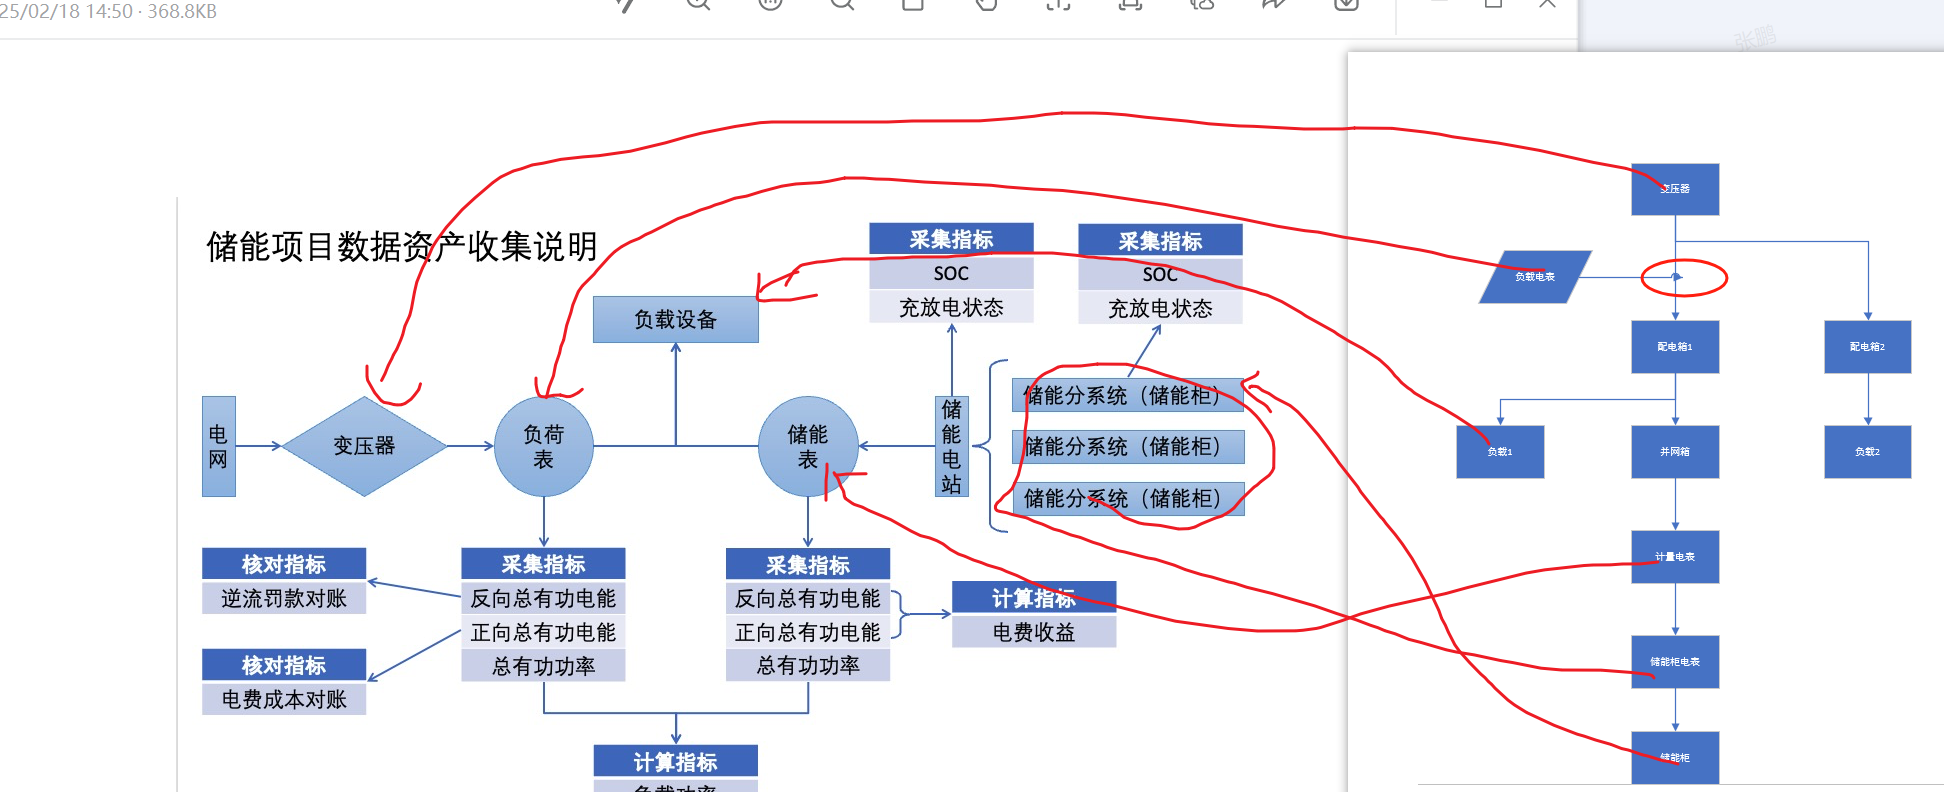 25/02/18 14:50 · 368.8KB
张鹏
储能项目数据资产收集说明
采集指标
SOC
充放电状态
采集指标
SOC
充放电状态
负载设备
电网
变压器
负荷表
储能表
储能电站
储能分系统（储能柜）
储能分系统（储能柜）
储能分系统（储能柜）
核对指标
逆流罚款对账
核对指标
电费成本对账
采集指标
反向总有功电能
正向总有功电能
总有功功率
采集指标
反向总有功电能
正向总有功电能
总有功功率
计算指标
电费收益
计算指标
负载功率
变压器
负载电表
配电箱1
配电箱2
负载1
并网箱
负载2
计量电表
储能柜电表
储能柜